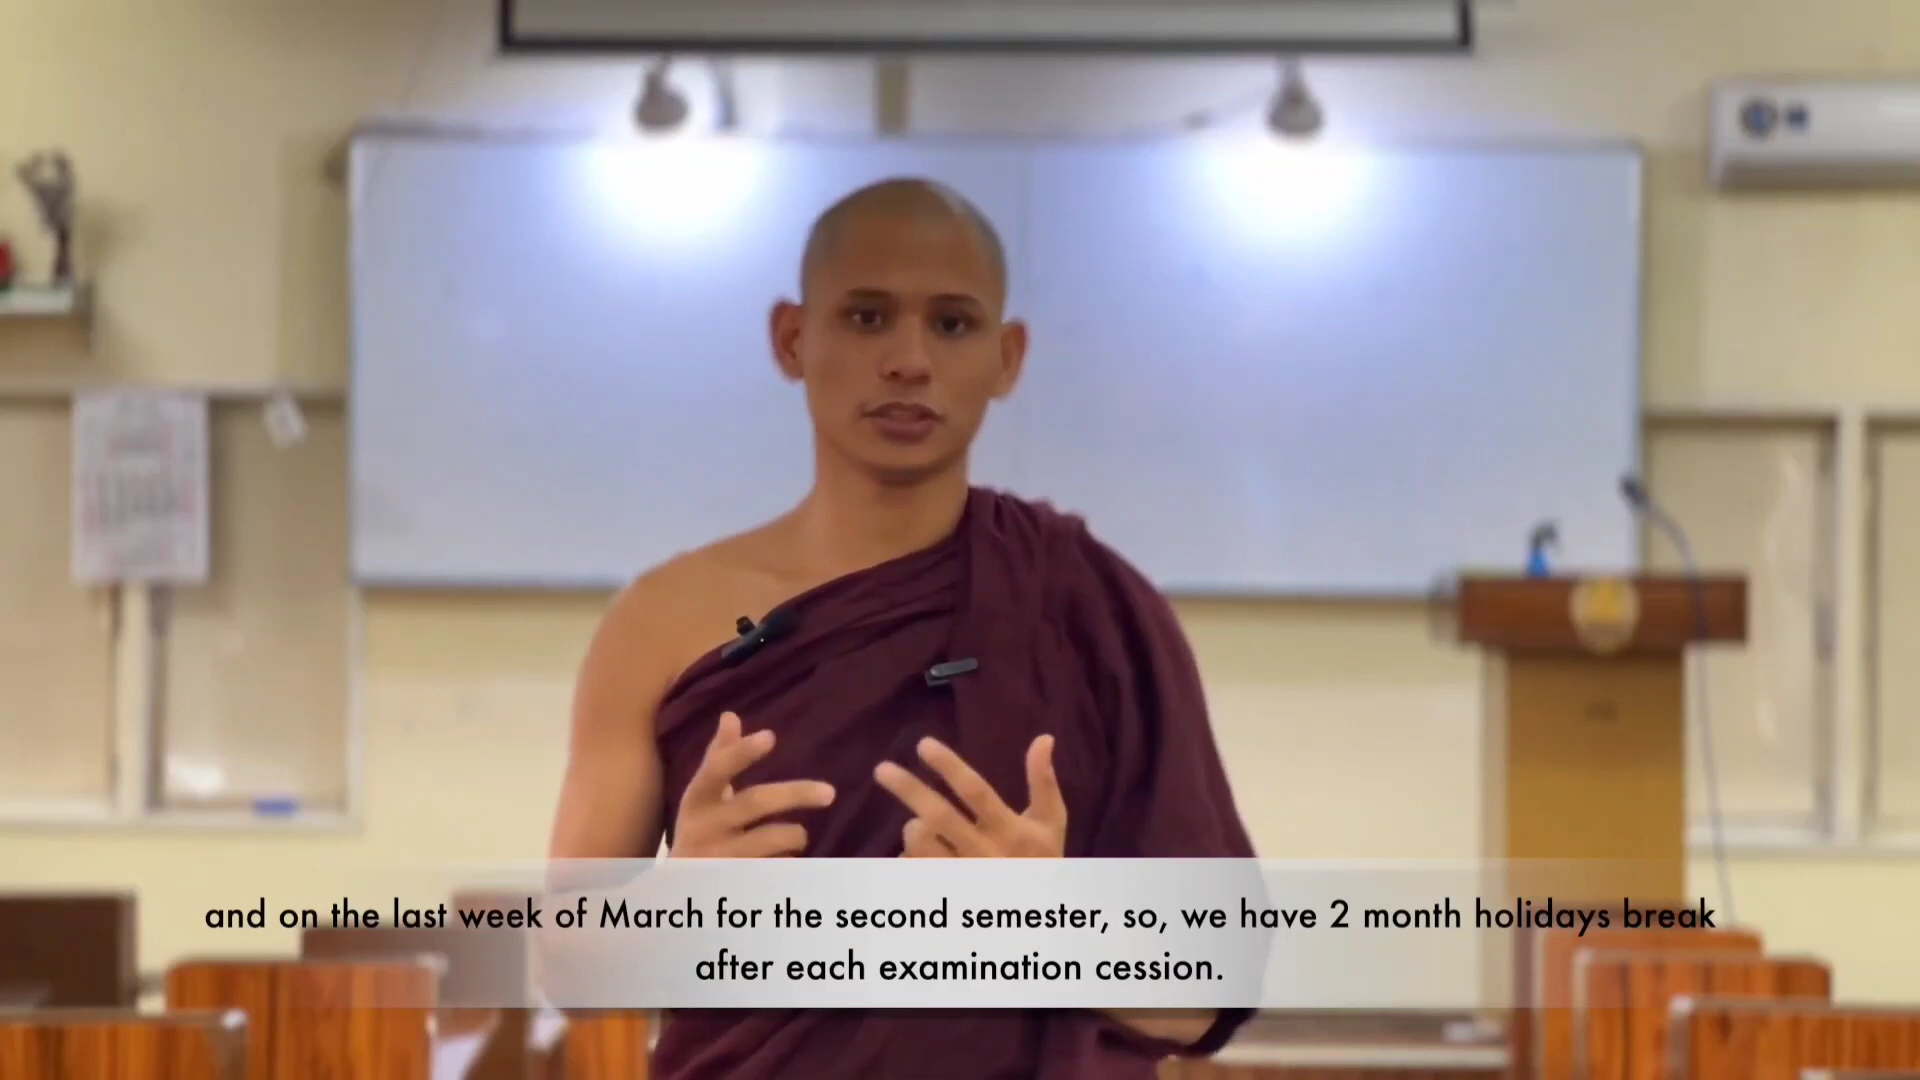 and on the last week of March for the second semester, so, we have 2 month holidays break
after each examination cession.